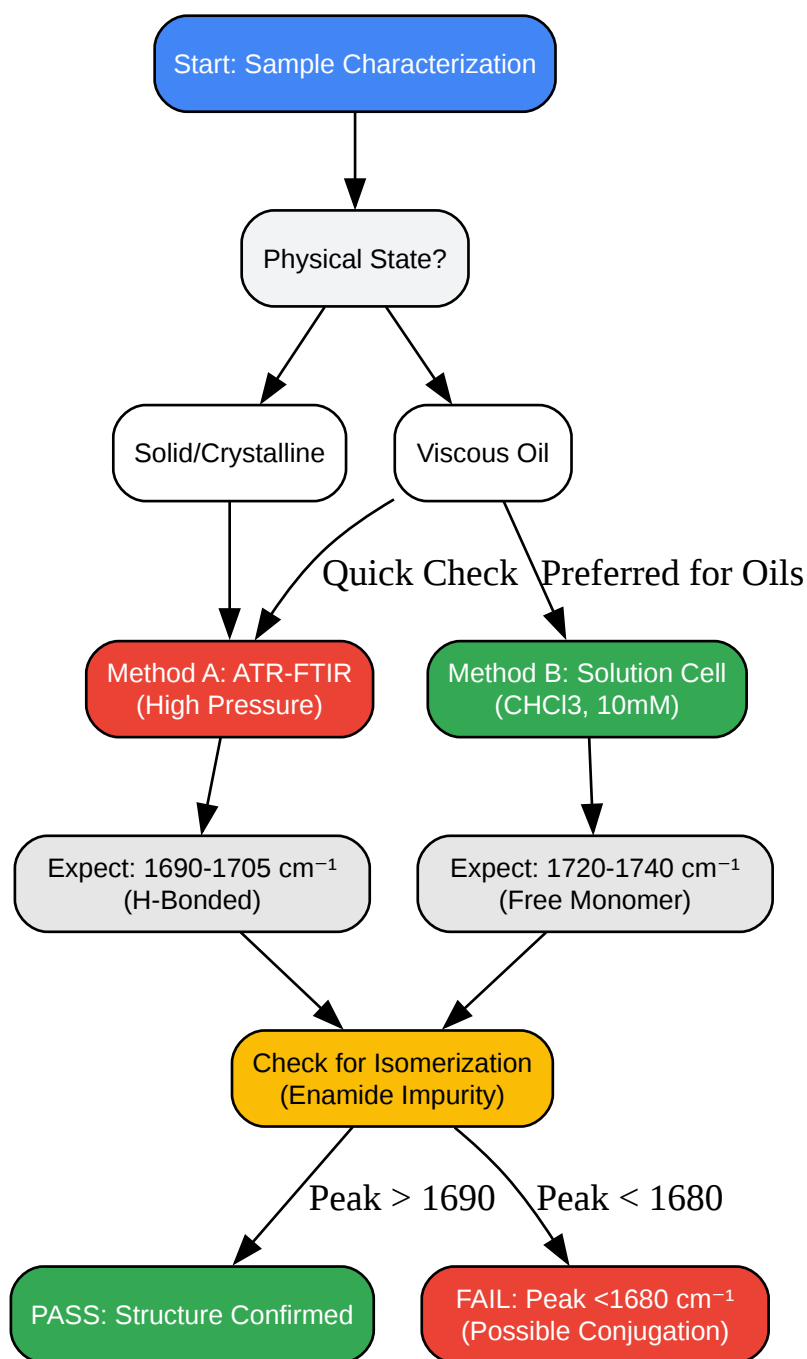 Start: Sample Characterization
Physical State?
Solid/Crystalline
Viscous Oil
Quick Check
Preferred for Oils
Method A: ATR-FTIR
(High Pressure)
Method B: Solution Cell
(CHCl3, 10mM)
Expect: 1690-1705 cm⁻¹
(H-Bonded)
Expect: 1720-1740 cm⁻¹
(Free Monomer)
Check for Isomerization
(Enamide Impurity)
Peak > 1690
Peak < 1680
PASS: Structure Confirmed
FAIL: Peak <1680 cm⁻¹
(Possible Conjugation)